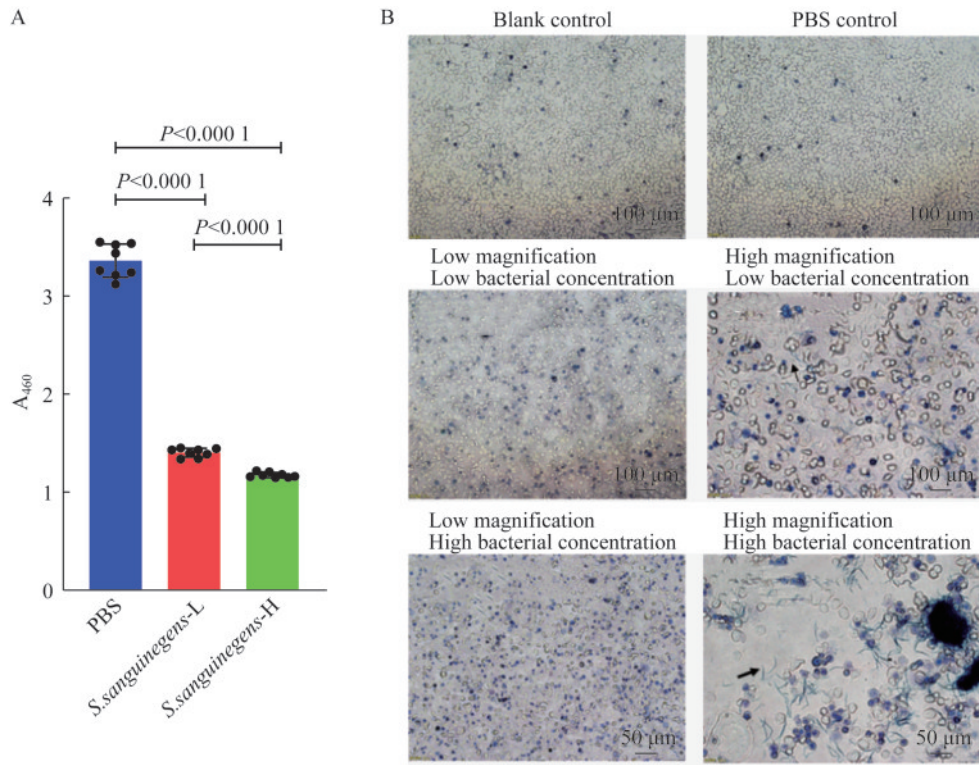 A
P<0.000 1
P<0.000 1
P<0.000 1
4
3
2
1
0
A460
PBS
S.sanguinegens-L
S.sanguinegens-H
B
Blank control
PBS control
100 μm
100 μm
Low magnification
Low bacterial concentration
High magnification
Low bacterial concentration
100 μm
100 μm
Low magnification
High bacterial concentration
High magnification
High bacterial concentration
50 μm
50 μm